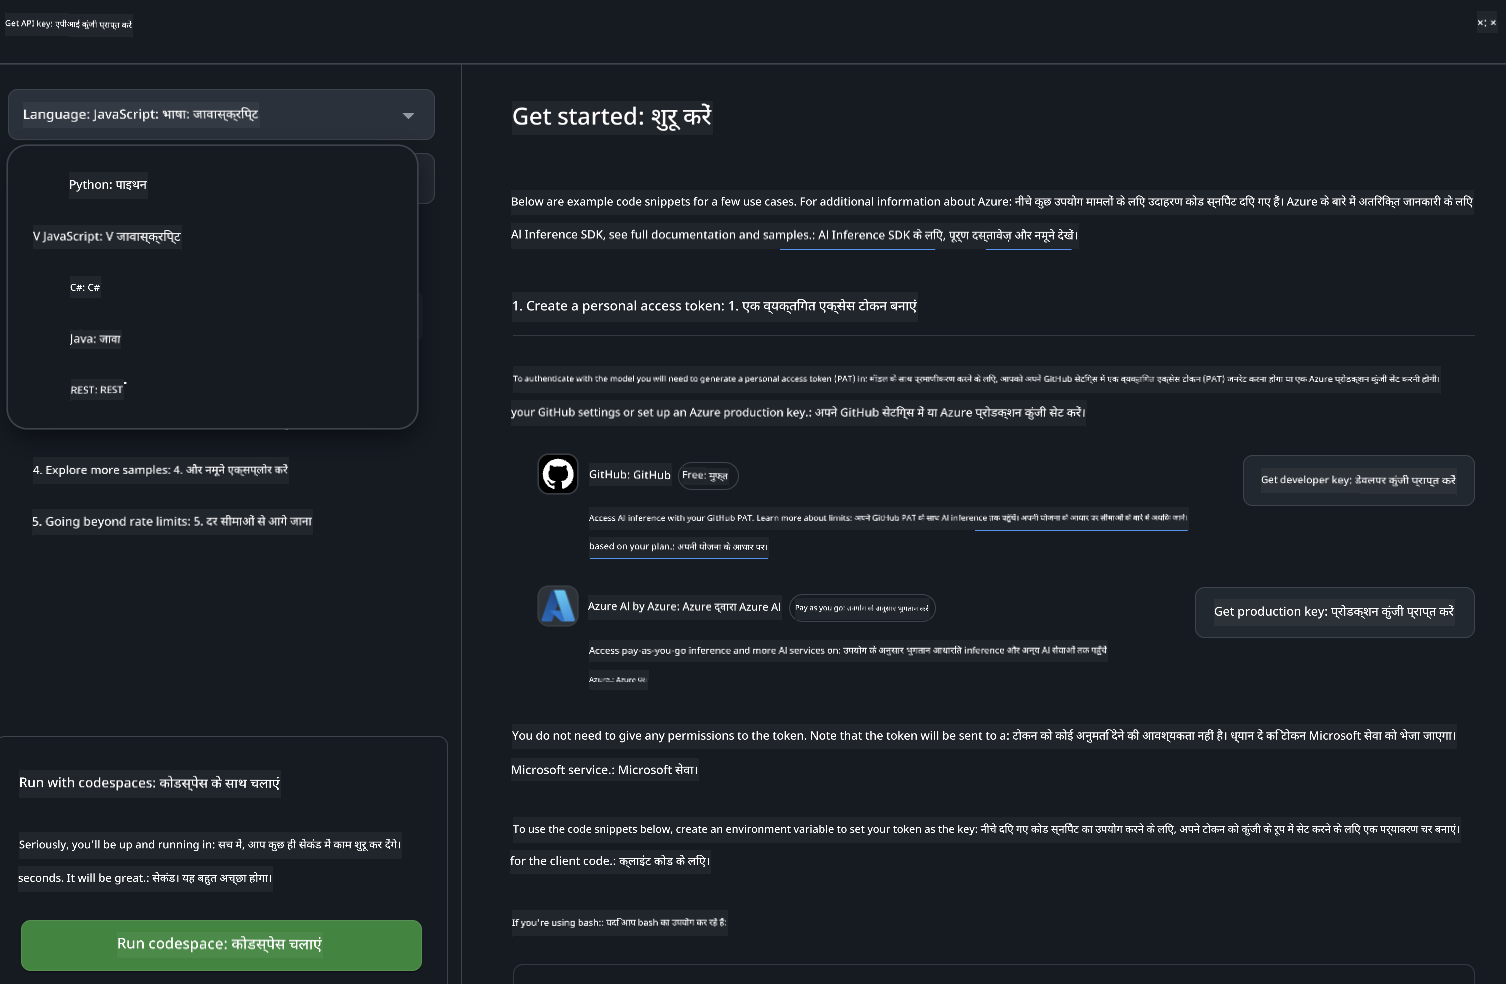 Get API key: एपीआई कुंजी प्राप्त करें
×: ×
Language: JavaScript: भाषा: जावास्क्रिप्ट
Python: पाइथन
V JavaScript: V जावास्क्रिप्ट
C#: C#
Java: जावा
REST: REST
4. Explore more samples: 4. और नमूने एक्सप्लोर करें
5. Going beyond rate limits: 5. दर सीमाओं से आगे जाना
Run with codespaces: कोडस्पेस के साथ चलाएं
Seriously, you'll be up and running in: सच में, आप कुछ ही सेकंड में काम शुरू कर देंगे।
seconds. It will be great.: सेकंड। यह बहुत अच्छा होगा।
Run codespace: कोडस्पेस चलाएं
Get started: शुरू करें
Below are example code snippets for a few use cases. For additional information about Azure: नीचे कुछ उपयोग मामलों के लिए उदाहरण कोड स्निपेट दिए गए हैं। Azure के बारे में अतिरिक्त जानकारी के लिए
AI Inference SDK, see full documentation and samples.: AI Inference SDK के लिए, पूर्ण दस्तावेज़ और नमूने देखें।
1. Create a personal access token: 1. एक व्यक्तिगत एक्सेस टोकन बनाएं
To authenticate with the model you will need to generate a personal access token (PAT) in: मॉडल के साथ प्रमाणीकरण करने के लिए, आपको अपने GitHub सेटिंग्स में एक व्यक्तिगत एक्सेस टोकन (PAT) जनरेट करना होगा या एक Azure प्रोडक्शन कुंजी सेट करनी होगी।
your GitHub settings or set up an Azure production key.: अपने GitHub सेटिंग्स में या Azure प्रोडक्शन कुंजी सेट करें।
GitHub: GitHub
Free: मुफ्त
Get developer key: डेवलपर कुंजी प्राप्त करें
Access AI inference with your GitHub PAT. Learn more about limits: अपने GitHub PAT के साथ AI inference तक पहुँचें। अपनी योजना के आधार पर सीमाओं के बारे में अधिक जानें।
based on your plan.: अपनी योजना के आधार पर।
Azure AI by Azure: Azure द्वारा Azure AI
Pay as you go: उपयोग के अनुसार भुगतान करें
Get production key: प्रोडक्शन कुंजी प्राप्त करें
Access pay-as-you-go inference and more AI services on: उपयोग के अनुसार भुगतान आधारित inference और अन्य AI सेवाओं तक पहुँचें
Azure.: Azure पर।
You do not need to give any permissions to the token. Note that the token will be sent to a: टोकन को कोई अनुमति देने की आवश्यकता नहीं है। ध्यान दें कि टोकन Microsoft सेवा को भेजा जाएगा।
Microsoft service.: Microsoft सेवा।
To use the code snippets below, create an environment variable to set your token as the key: नीचे दिए गए कोड स्निपेट का उपयोग करने के लिए, अपने टोकन को कुंजी के रूप में सेट करने के लिए एक पर्यावरण चर बनाएं।
for the client code.: क्लाइंट कोड के लिए।
If you're using bash:: यदि आप bash का उपयोग कर रहे हैं: